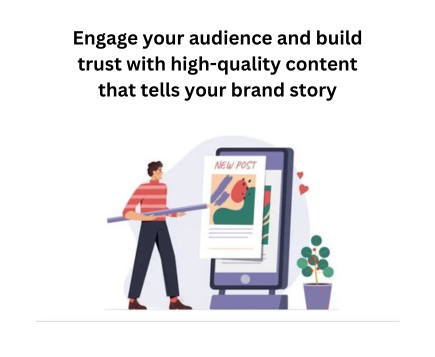 Engage your audience and build
trust with high-quality content
that tells your brand story
NEW POST